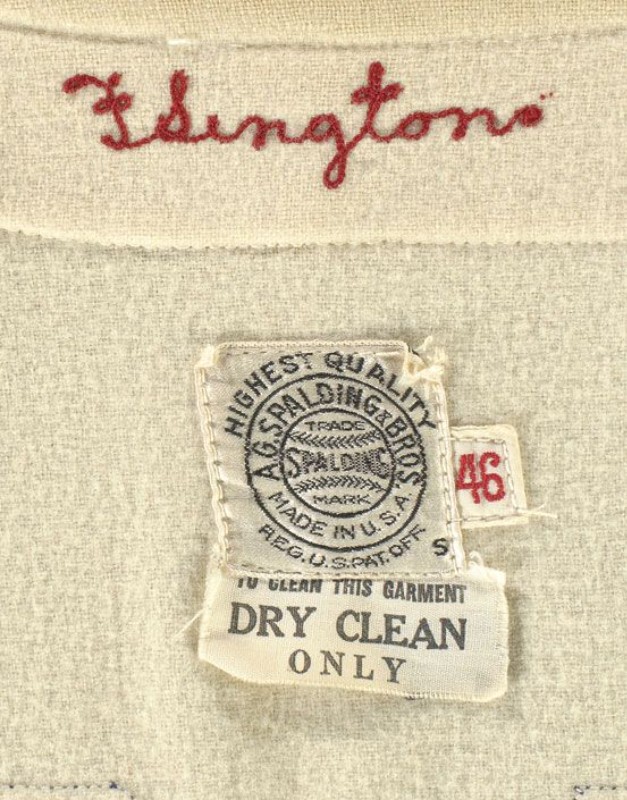 F Sington
HIGHEST QUALITY
A.G. SPALDING & BROS.
TRADE
SPALDING
MARK
MADE IN U.S.A.
REG. U.S. PAT. OFF.
S
46
TO CLEAN THIS GARMENT
DRY CLEAN
ONLY